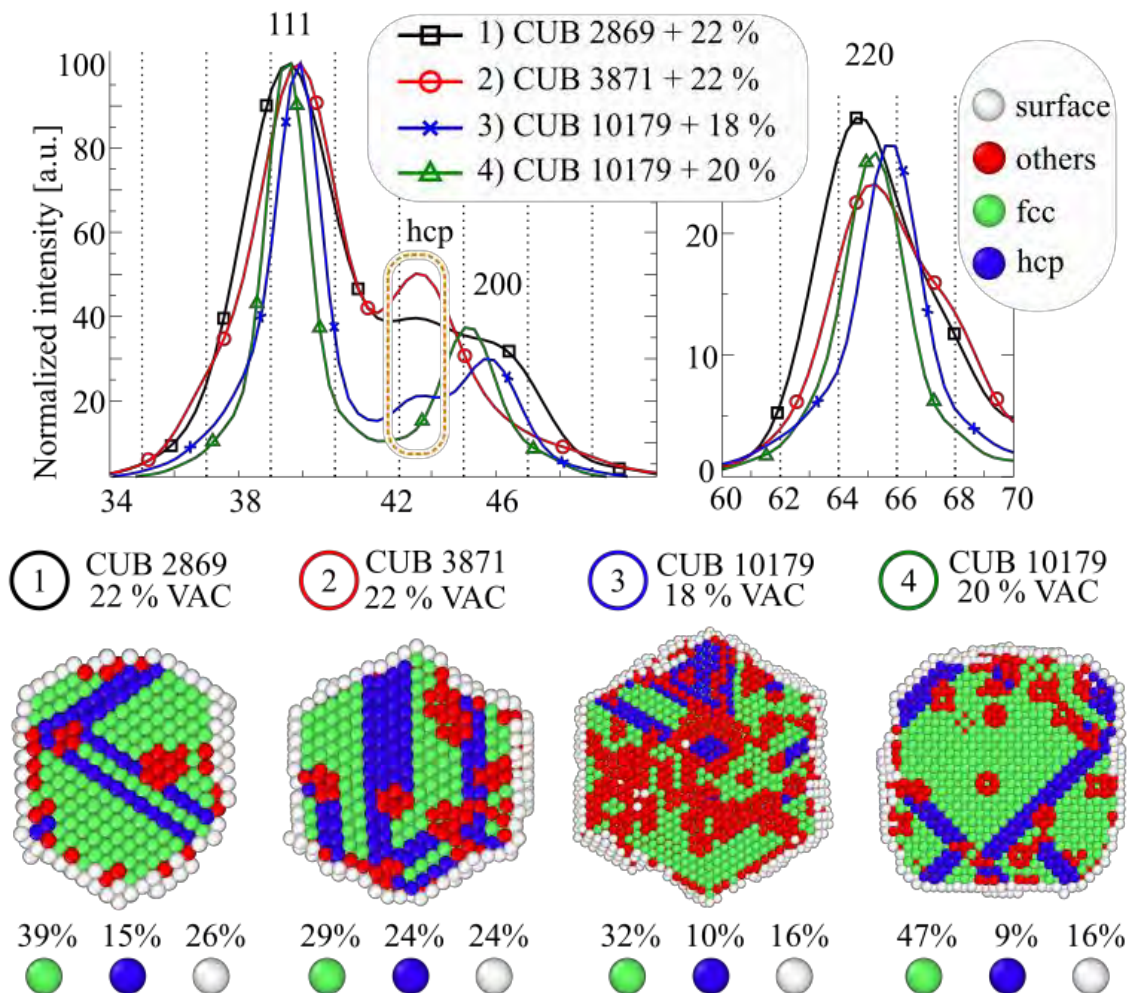 111
1) CUB 2869 + 22 %
2) CUB 3871 + 22 %
3) CUB 10179 + 18 %
4) CUB 10179 + 20 %
220
surface
others
fcc
hcp
Normalized intensity [a.u.]
100
80
60
40
20
hcp
200
34 38 42 46
20
10
0
60 62 64 66 68 70
1 CUB 2869
22 % VAC
2 CUB 3871
22 % VAC
3 CUB 10179
18 % VAC
4 CUB 10179
20 % VAC
39% 15% 26%
29% 24% 24%
32% 10% 16%
47% 9% 16%